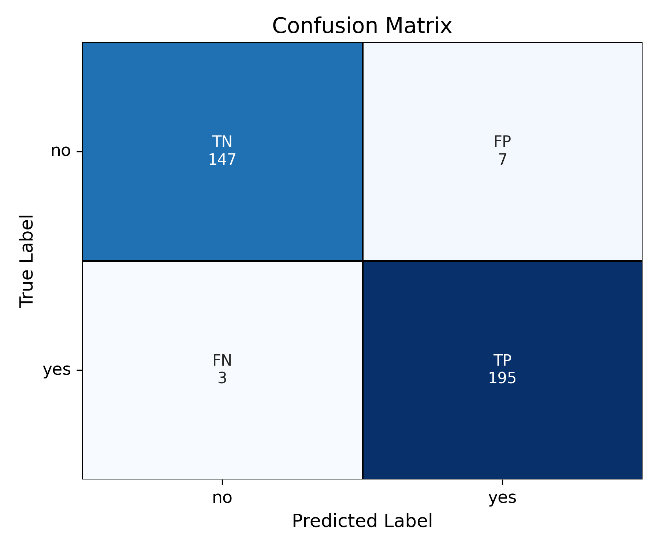 Confusion Matrix
True Label
no
TN
147
FP
7
yes
FN
3
TP
195
no
yes
Predicted Label